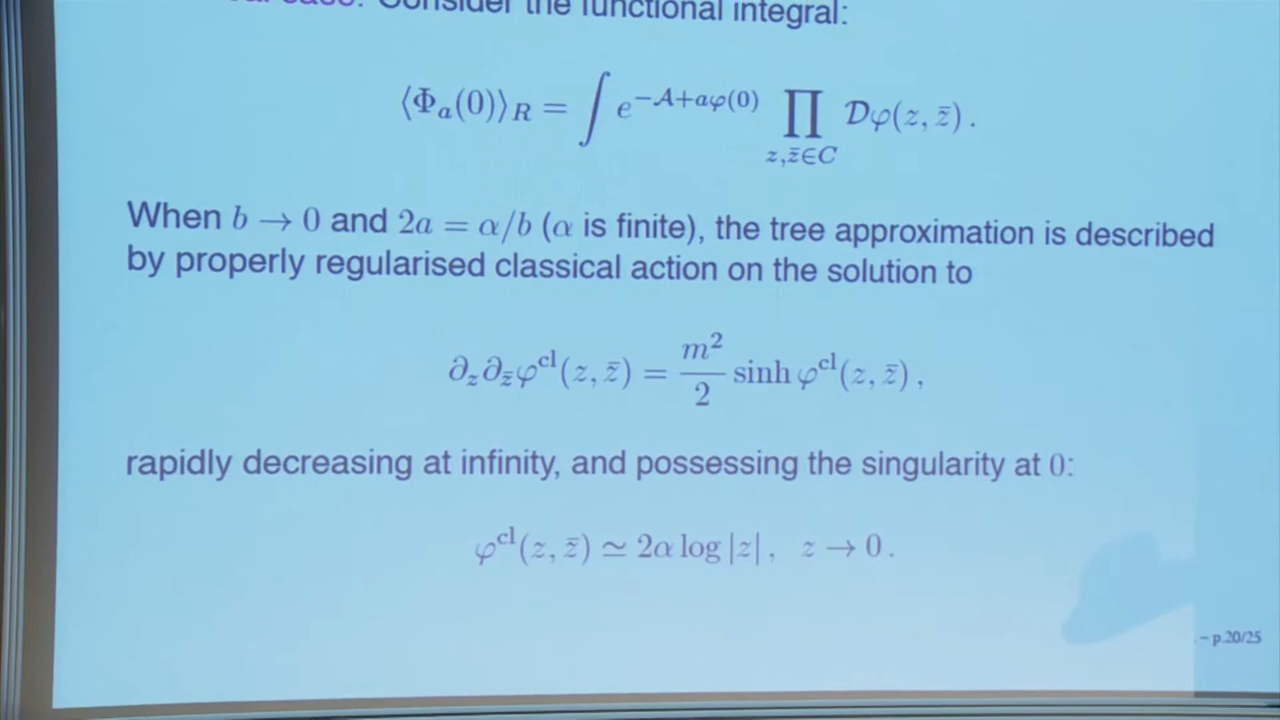 Consider the functional integral:
⟨Φₐ(0)⟩_R = ∫ e^{−𝒜+aφ(0)} ∏_{z,z̄∈C} 𝒟φ(z, z̄) .
When b → 0 and 2a = α/b (α is finite), the tree approximation is described
by properly regularised classical action on the solution to
∂_z ∂_z̄ φ^{cl}(z, z̄) = m²/2 sinh φ^{cl}(z, z̄) ,
rapidly decreasing at infinity, and possessing the singularity at 0:
φ^{cl}(z, z̄) ≃ 2α log |z| , z → 0 .
– p.20/25